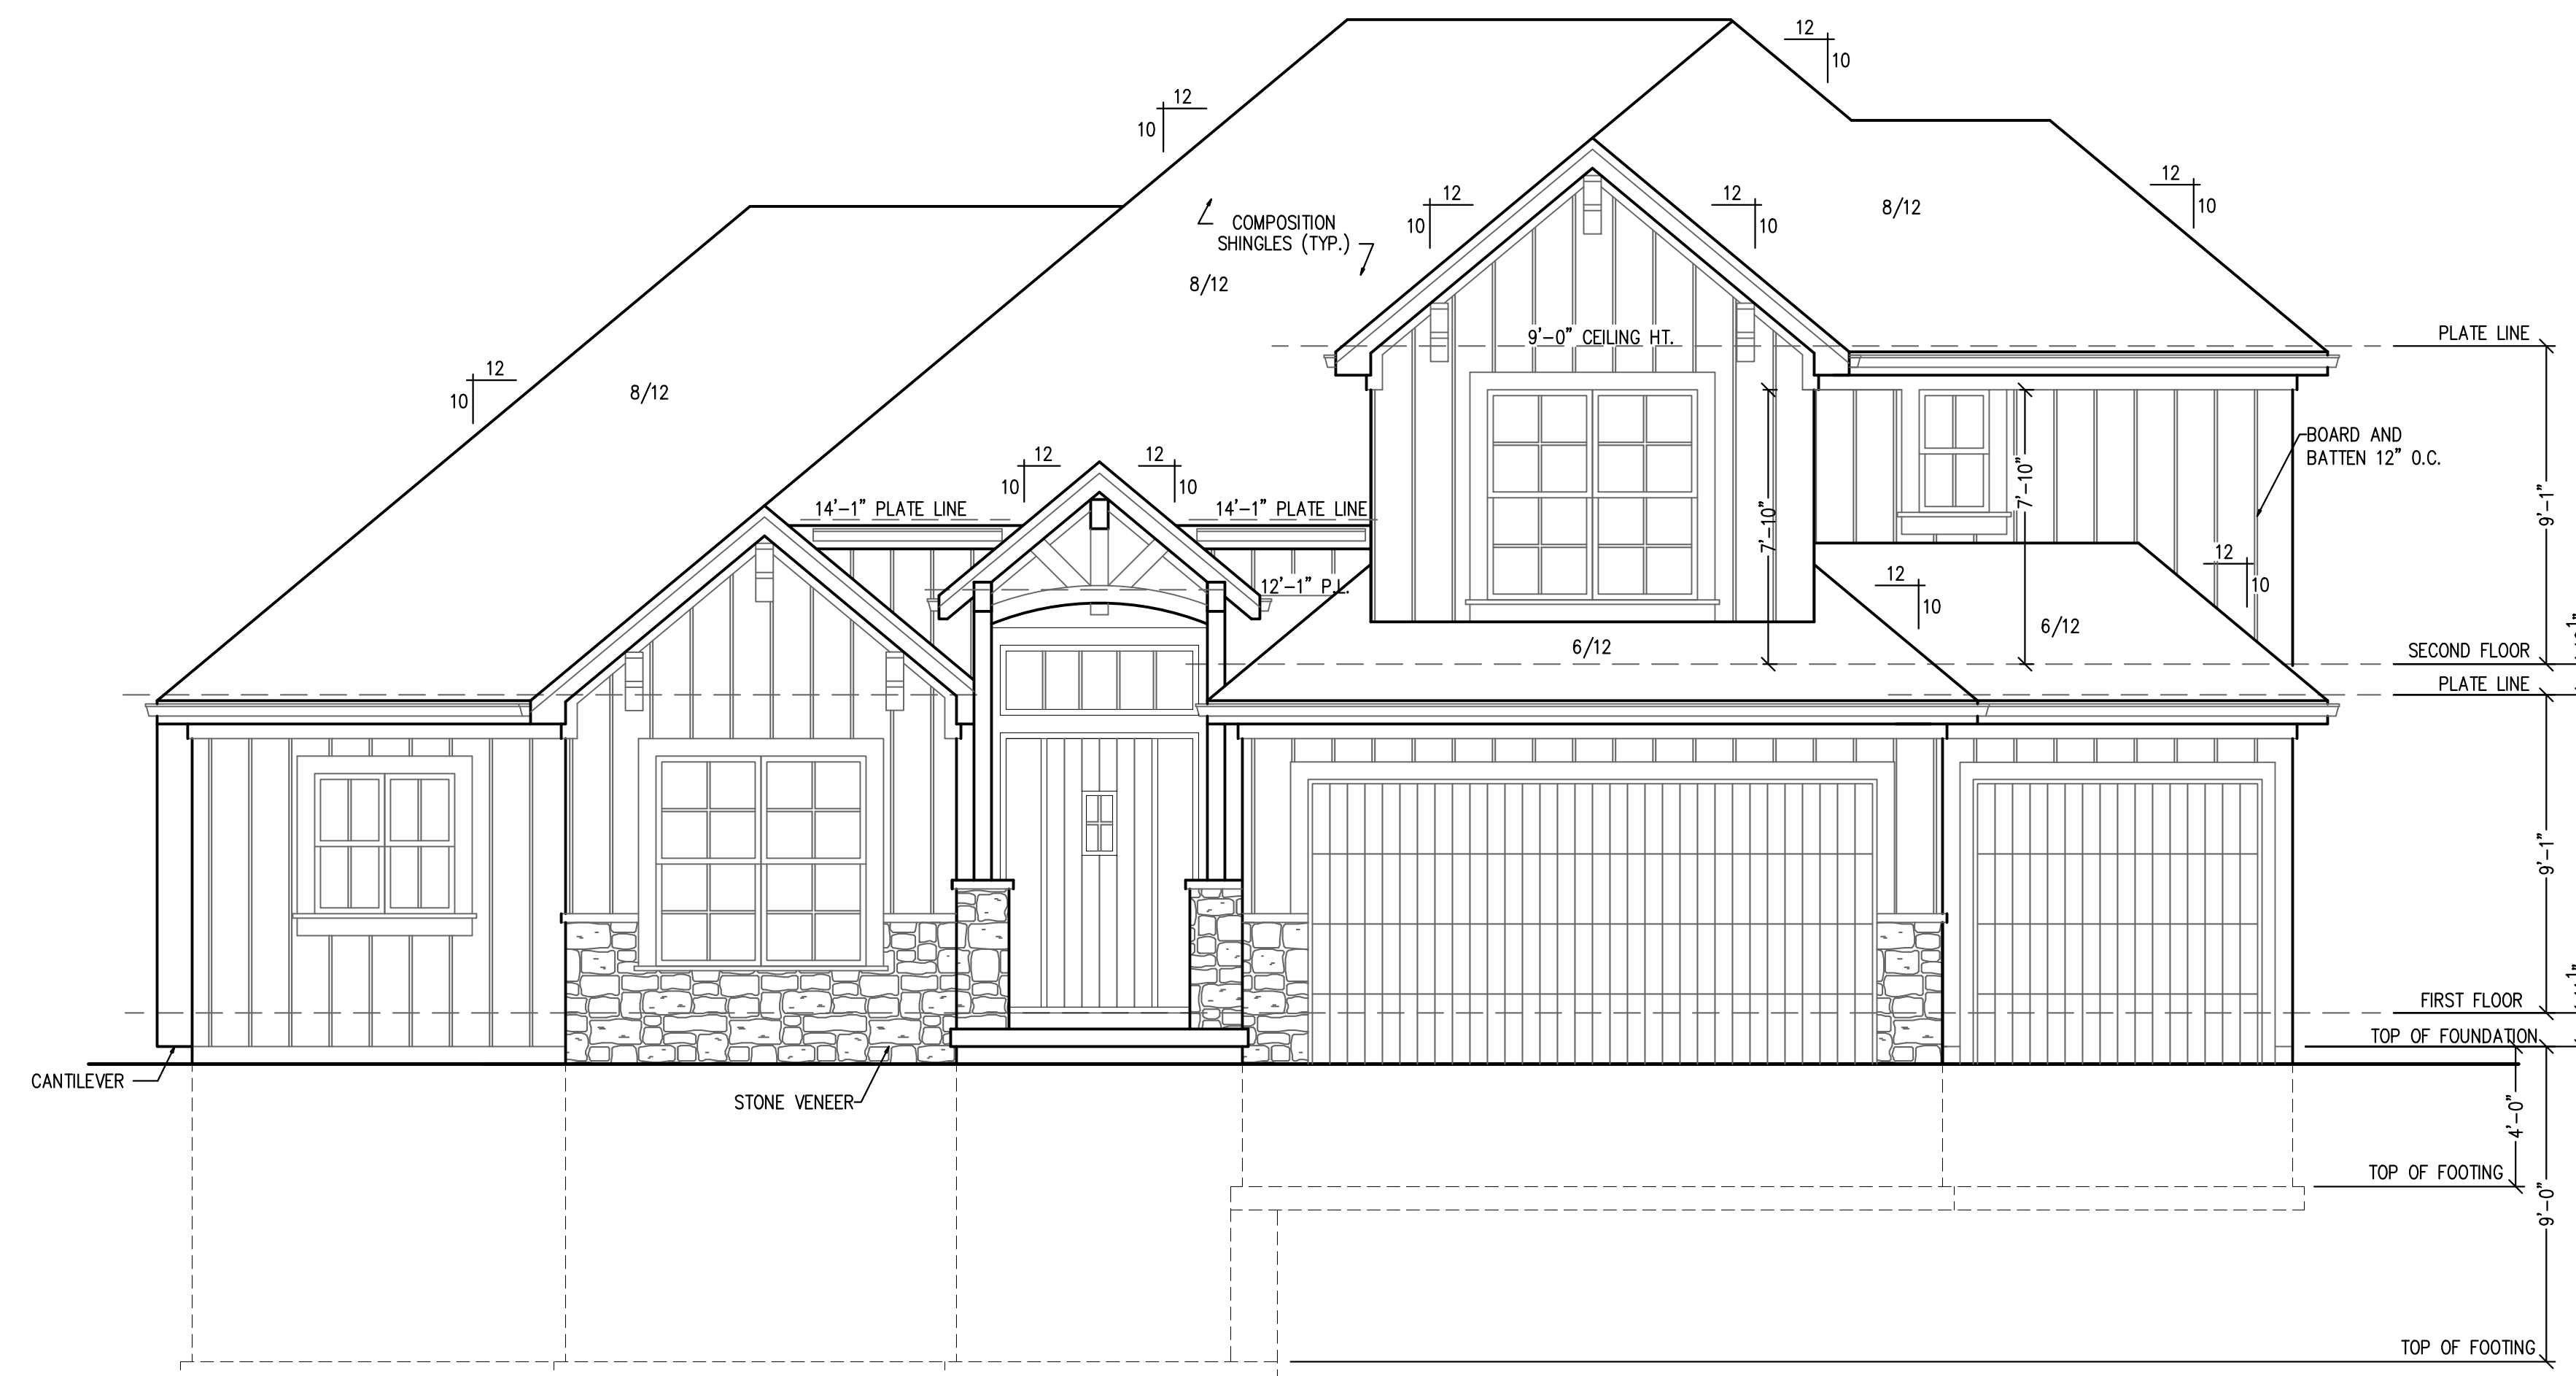 12
10
12
10
12
10
12
10
12
10
8/12
COMPOSITION
SHINGLES (TYP.)
8/12
9'-0" CEILING HT.
PLATE LINE
12
10
8/12
BOARD AND
BATTEN 12" O.C.
7'-10"
7'-10"
9'-1"
12
10
12
10
14'-1" PLATE LINE
14'-1" PLATE LINE
12'-1" P.L.
12
10
12
10
6/12
6/12
SECOND FLOOR
PLATE LINE
9'-1"
FIRST FLOOR
TOP OF FOUNDATION
CANTILEVER
STONE VENEER
4'-0"
TOP OF FOOTING
9'-0"
TOP OF FOOTING